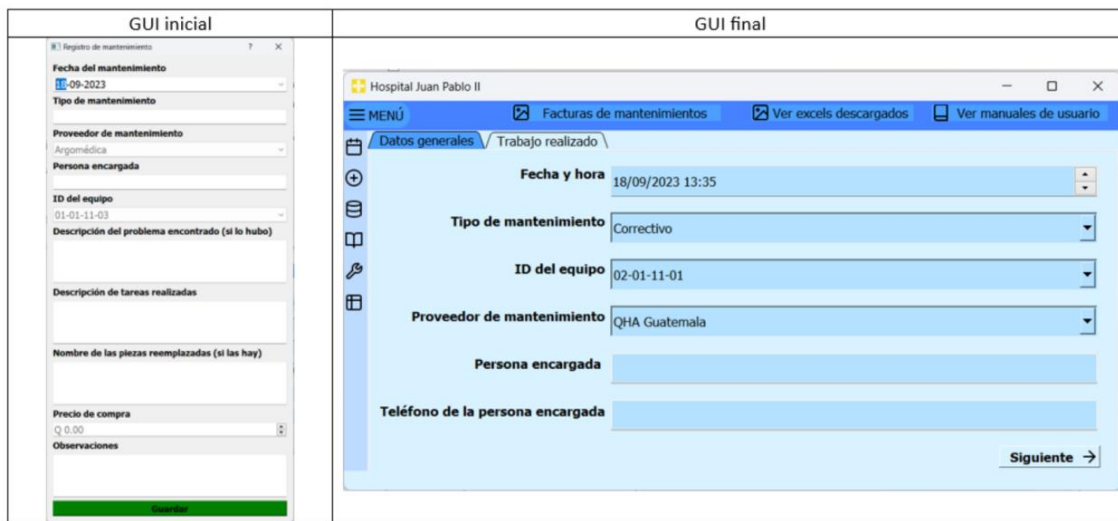 GUI inicial
GUI final
Registro de mantenimiento
Fecha del mantenimiento
18-09-2023
Tipo de mantenimiento
Proveedor de mantenimiento
Argomédica
Persona encargada
ID del equipo
01-01-11-03
Descripción del problema encontrado (si lo hubo)
Descripción de tareas realizadas
Nombre de las piezas reemplazadas (si las hay)
Precio de compra
Q 0.00
Observaciones
Guardar
Hospital Juan Pablo II
MENÚ Facturas de mantenimientos Ver excels descargados Ver manuales de usuario
Datos generales Trabajo realizado
Fecha y hora 18/09/2023 13:35
Tipo de mantenimiento Correctivo
ID del equipo 02-01-11-01
Proveedor de mantenimiento QHA Guatemala
Persona encargada
Teléfono de la persona encargada
Siguiente →